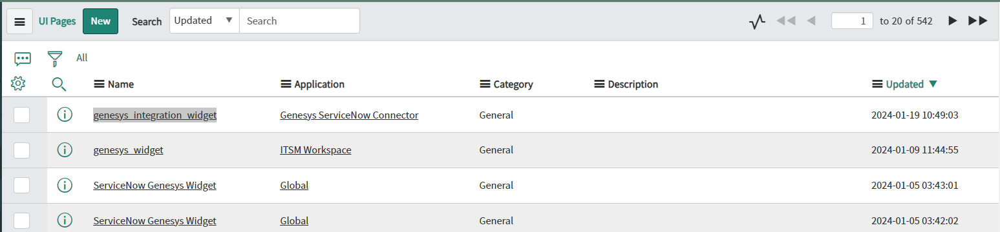 UI Pages New Search Updated ▼ Search 1 to 20 of 542
All
Name Application Category Description Updated ▼
genesys_integration_widget Genesys ServiceNow Connector General 2024-01-19 10:49:03
genesys_widget ITSM Workspace General 2024-01-09 11:44:55
ServiceNow Genesys Widget Global General 2024-01-05 03:43:01
ServiceNow Genesys Widget Global General 2024-01-05 03:42:02